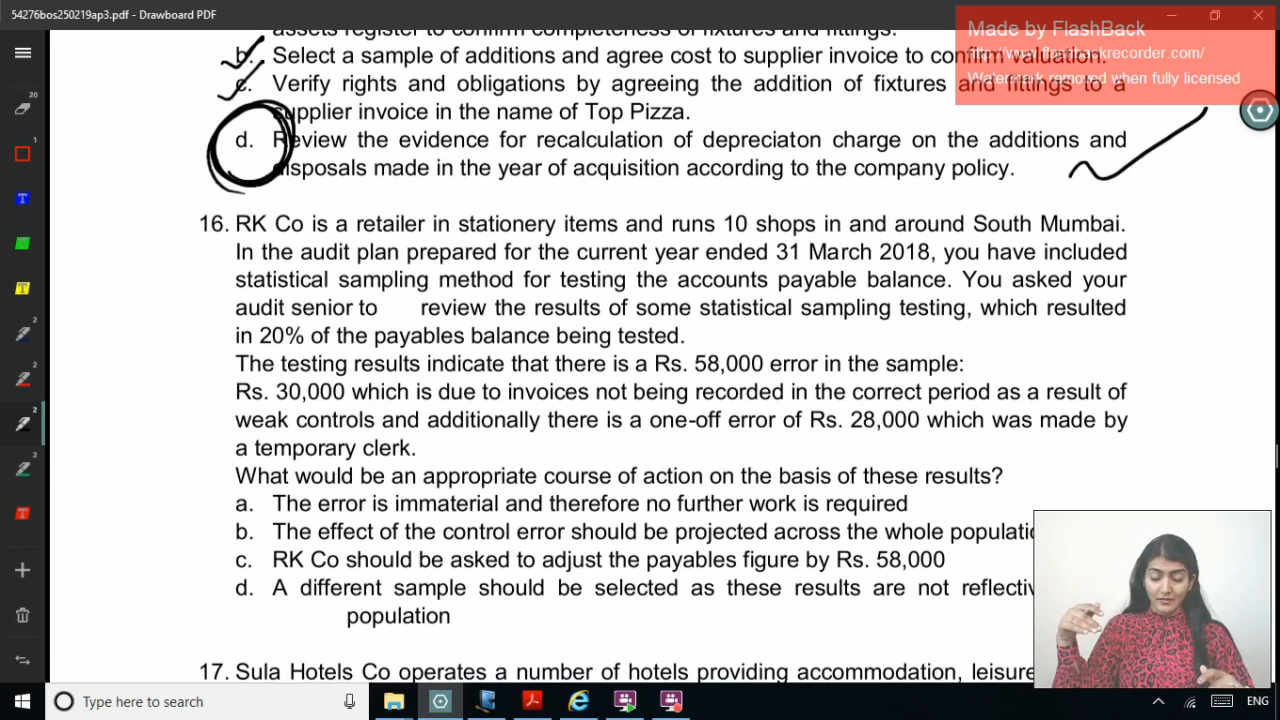 54276bos250219ap3.pdf - Drawboard PDF
Made by FlashBack
http://www.flashbackrecorder.com/
Watermark removed when fully licensed
assets register to confirm completeness of fixtures and fittings.
b. Select a sample of additions and agree cost to supplier invoice to confirm valuation.
c. Verify rights and obligations by agreeing the addition of fixtures and fittings to a
supplier invoice in the name of Top Pizza.
d. Review the evidence for recalculation of depreciaton charge on the additions and
disposals made in the year of acquisition according to the company policy.
16. RK Co is a retailer in stationery items and runs 10 shops in and around South Mumbai.
In the audit plan prepared for the current year ended 31 March 2018, you have included
statistical sampling method for testing the accounts payable balance. You asked your
audit senior to review the results of some statistical sampling testing, which resulted
in 20% of the payables balance being tested.
The testing results indicate that there is a Rs. 58,000 error in the sample:
Rs. 30,000 which is due to invoices not being recorded in the correct period as a result of
weak controls and additionally there is a one-off error of Rs. 28,000 which was made by
a temporary clerk.
What would be an appropriate course of action on the basis of these results?
a. The error is immaterial and therefore no further work is required
b. The effect of the control error should be projected across the whole
c. RK Co should be asked to adjust the payables figure by Rs. 58,000
d. A different sample should be selected as these results are not
population
17. Sula Hotels Co operates a number of hotels providing accommodation,
Type here to search
ENG